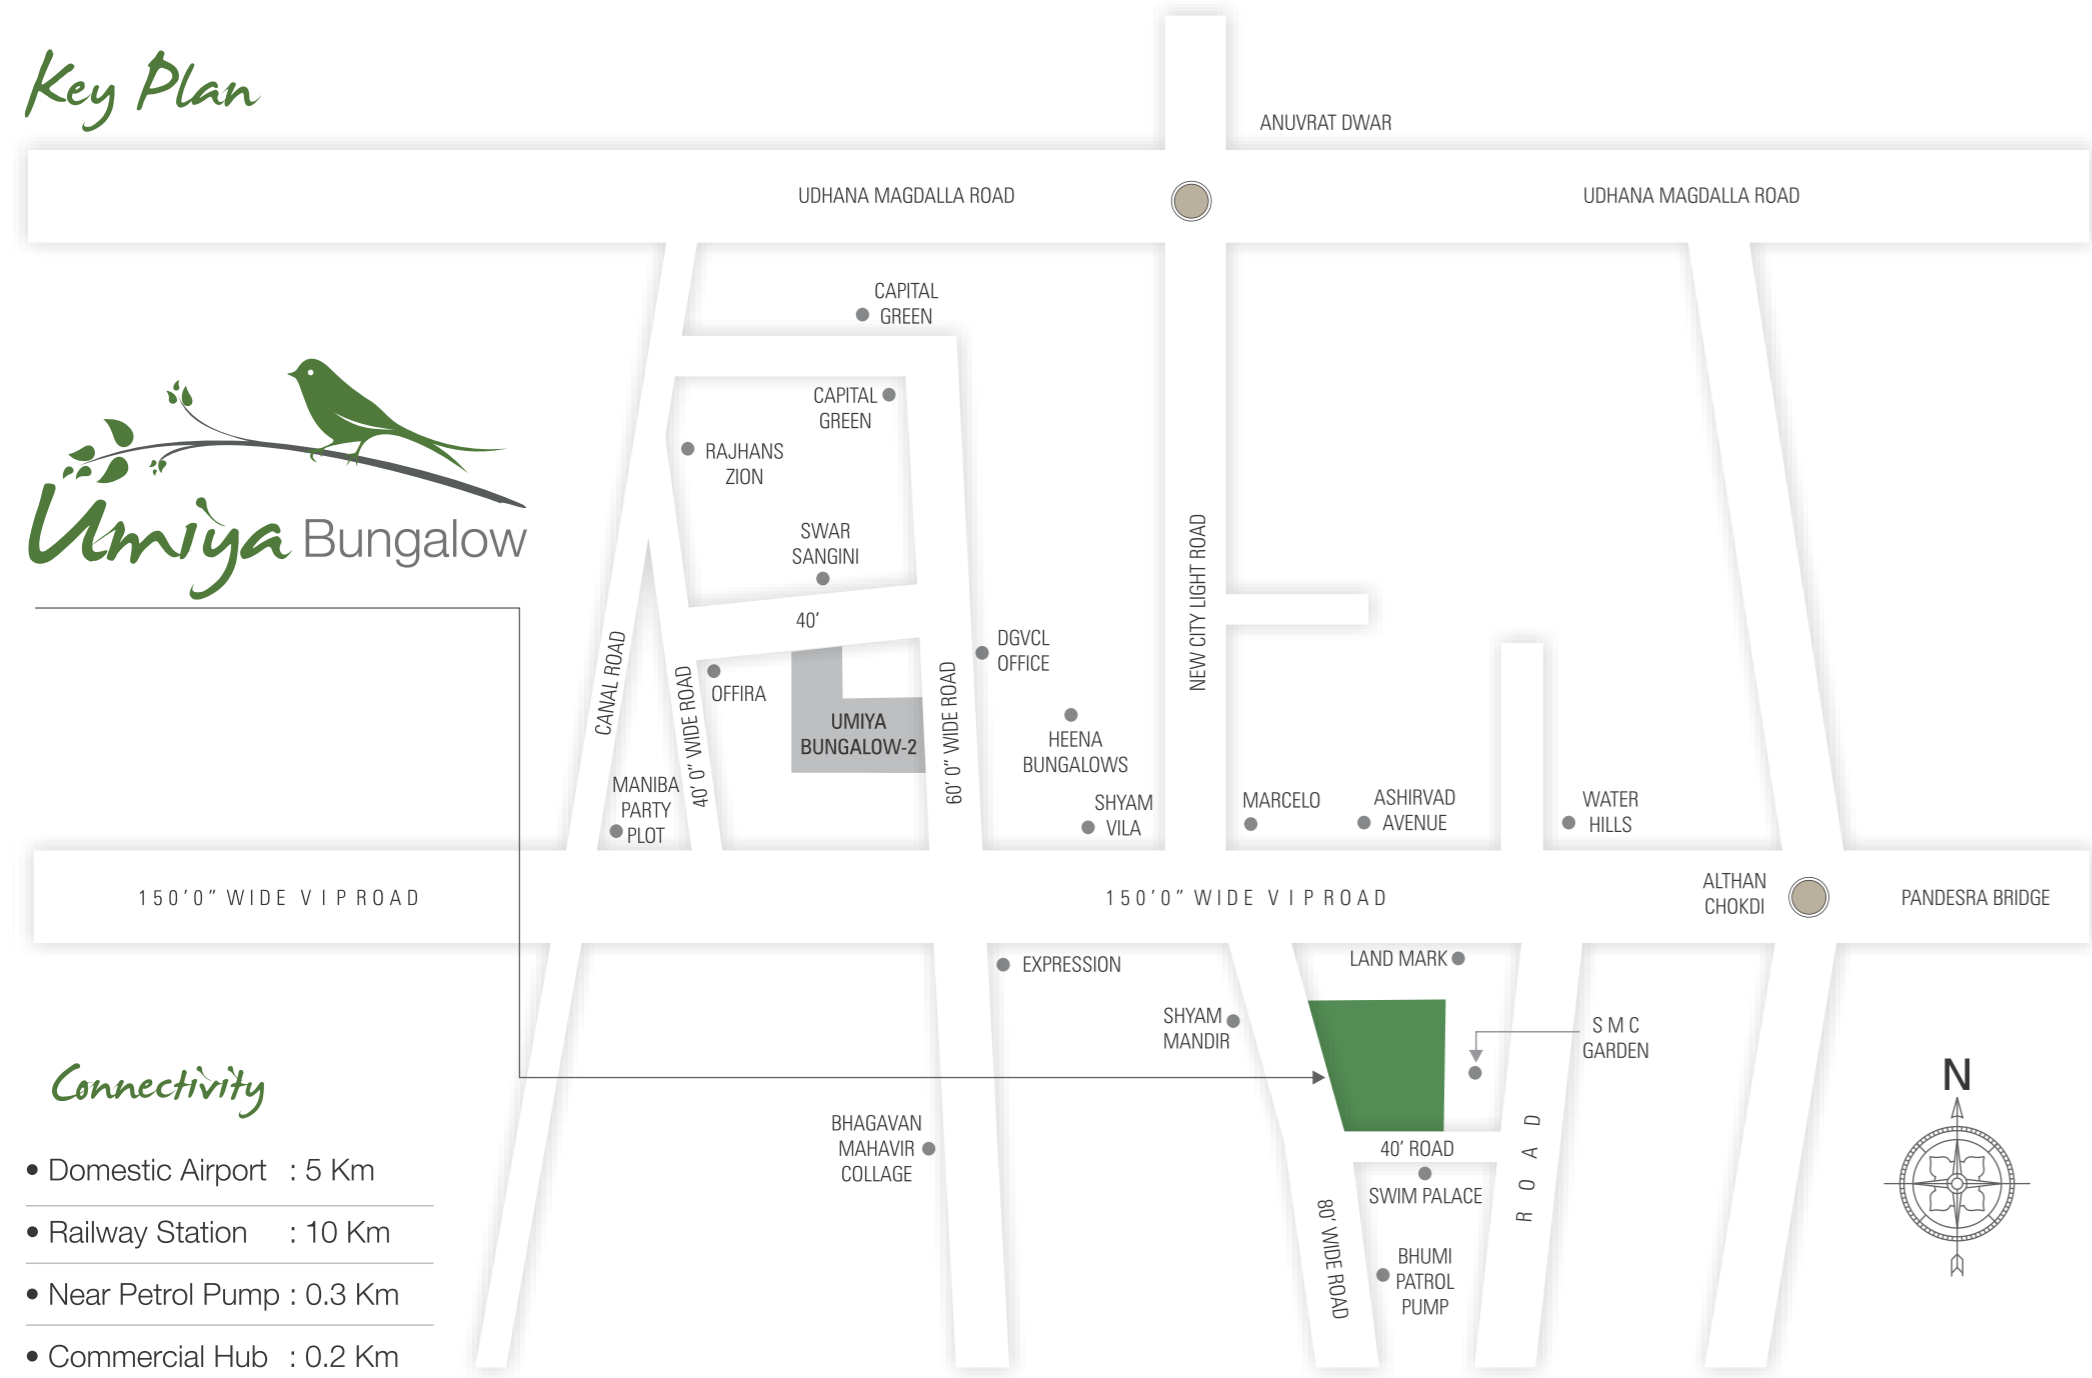 Key Plan
ANUVRAT DWAR
UDHANA MAGDALLA ROAD
UDHANA MAGDALLA ROAD
CAPITAL
GREEN
CAPITAL
GREEN
RAJHANS
ZION
Umiya Bungalow
SWAR
SANGINI
40'
NEW CITY LIGHT ROAD
CANAL ROAD
40' 0" WIDE ROAD
OFFIRA
UMIYA
BUNGALOW-2
60' 0" WIDE ROAD
DGVCL
OFFICE
HEENA
BUNGALOWS
MANIBA
PARTY
PLOT
SHYAM
VILA
MARCELO
ASHIRVAD
AVENUE
WATER
HILLS
150'0" WIDE V I P ROAD
150'0" WIDE V I P ROAD
ALTHAN
CHOKDI
PANDESRA BRIDGE
EXPRESSION
LAND MARK
SHYAM
MANDIR
S M C
GARDEN
BHAGAVAN
MAHAVIR
COLLAGE
40' ROAD
SWIM PALACE
80' WIDE ROAD
ROAD
BHUMI
PATROL
PUMP
N
Connectivity
• Domestic Airport : 5 Km
• Railway Station : 10 Km
• Near Petrol Pump : 0.3 Km
• Commercial Hub : 0.2 Km